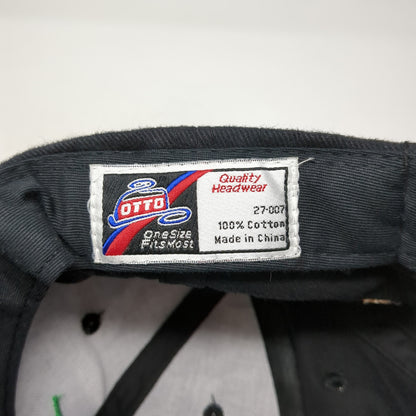 OTTO
One Size
Fits Most
Quality
Headwear
27-007
100% Cotton
Made in China